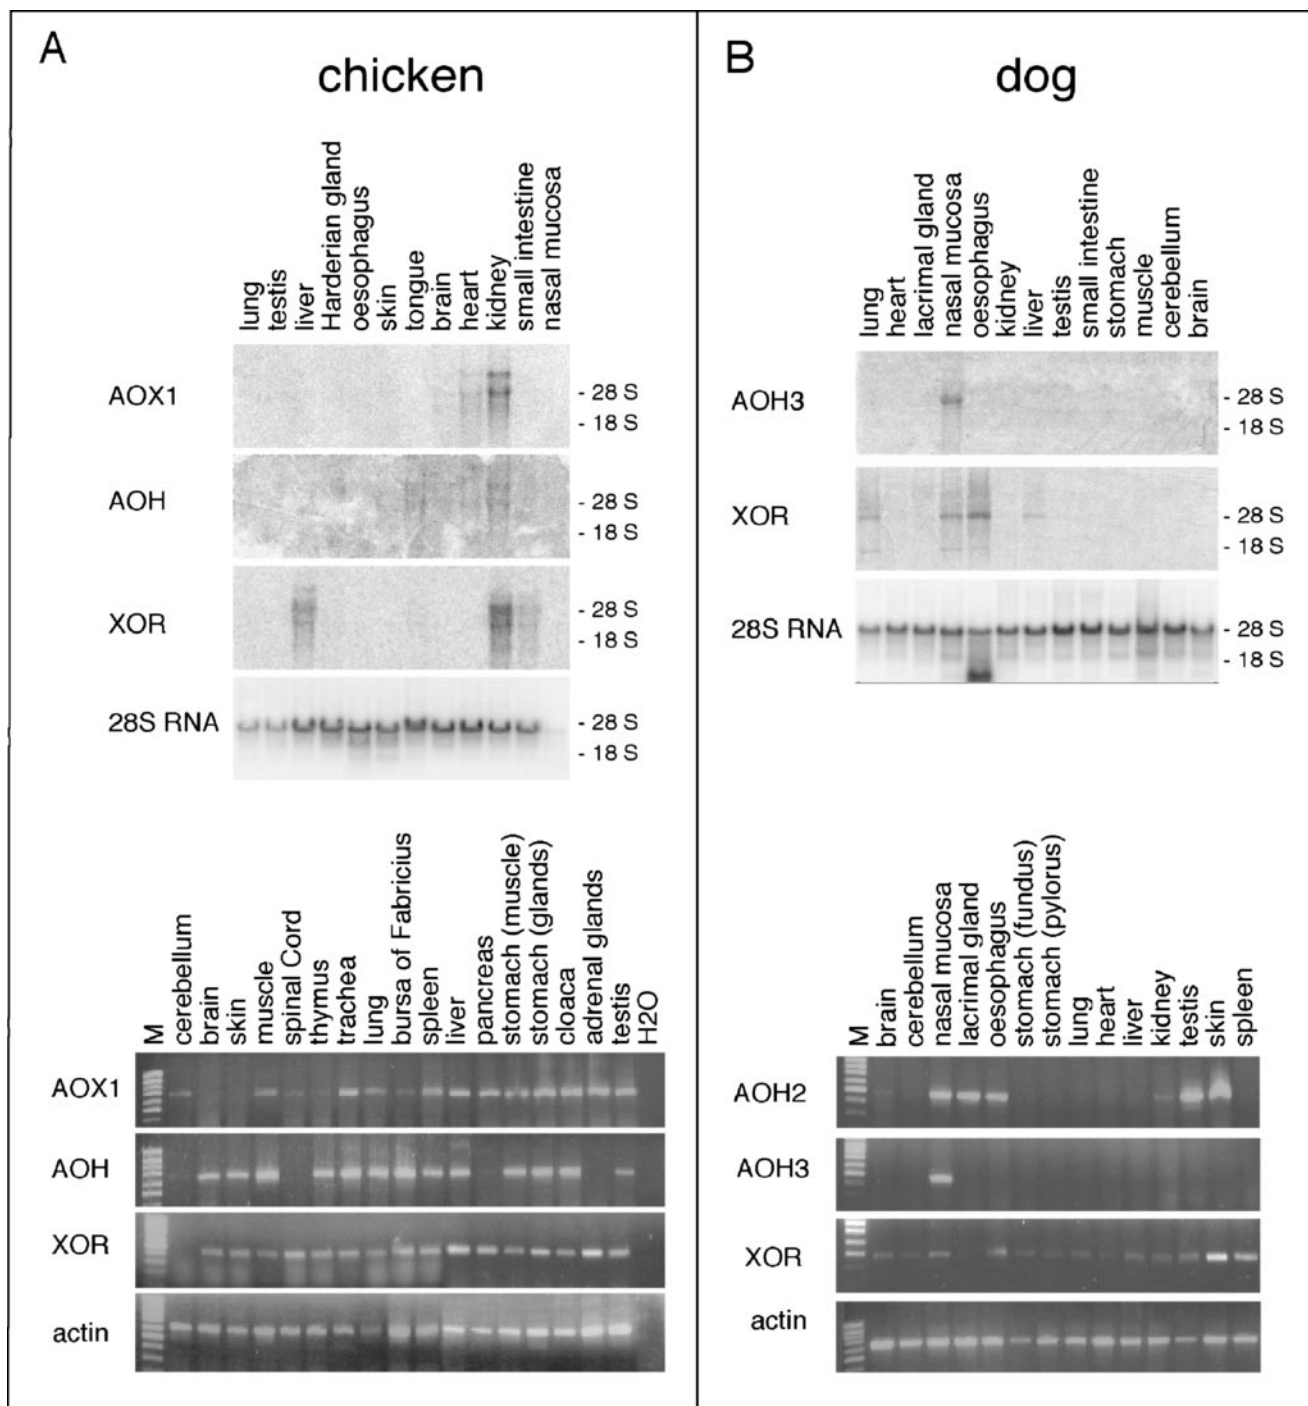 A
chicken
lung
testis
liver
Harderian gland
oesophagus
skin
tongue
brain
heart
kidney
small intestine
nasal mucosa
AOX1
- 28 S
- 18 S
AOH
- 28 S
- 18 S
XOR
- 28 S
- 18 S
28S RNA
- 28 S
- 18 S
M
cerebellum
brain
skin
muscle
spinal Cord
thymus
trachea
lung
bursa of Fabricius
spleen
liver
pancreas
stomach (muscle)
stomach (glands)
cloaca
adrenal glands
testis
H2O
AOX1
AOH
XOR
actin
B
dog
lung
heart
lacrimal gland
nasal mucosa
oesophagus
kidney
liver
testis
small intestine
stomach
muscle
cerebellum
brain
AOH3
- 28 S
- 18 S
XOR
- 28 S
- 18 S
28S RNA
- 28 S
- 18 S
M
brain
cerebellum
nasal mucosa
lacrimal gland
oesophagus
stomach (fundus)
stomach (pylorus)
lung
heart
liver
kidney
testis
skin
spleen
AOH2
AOH3
XOR
actin